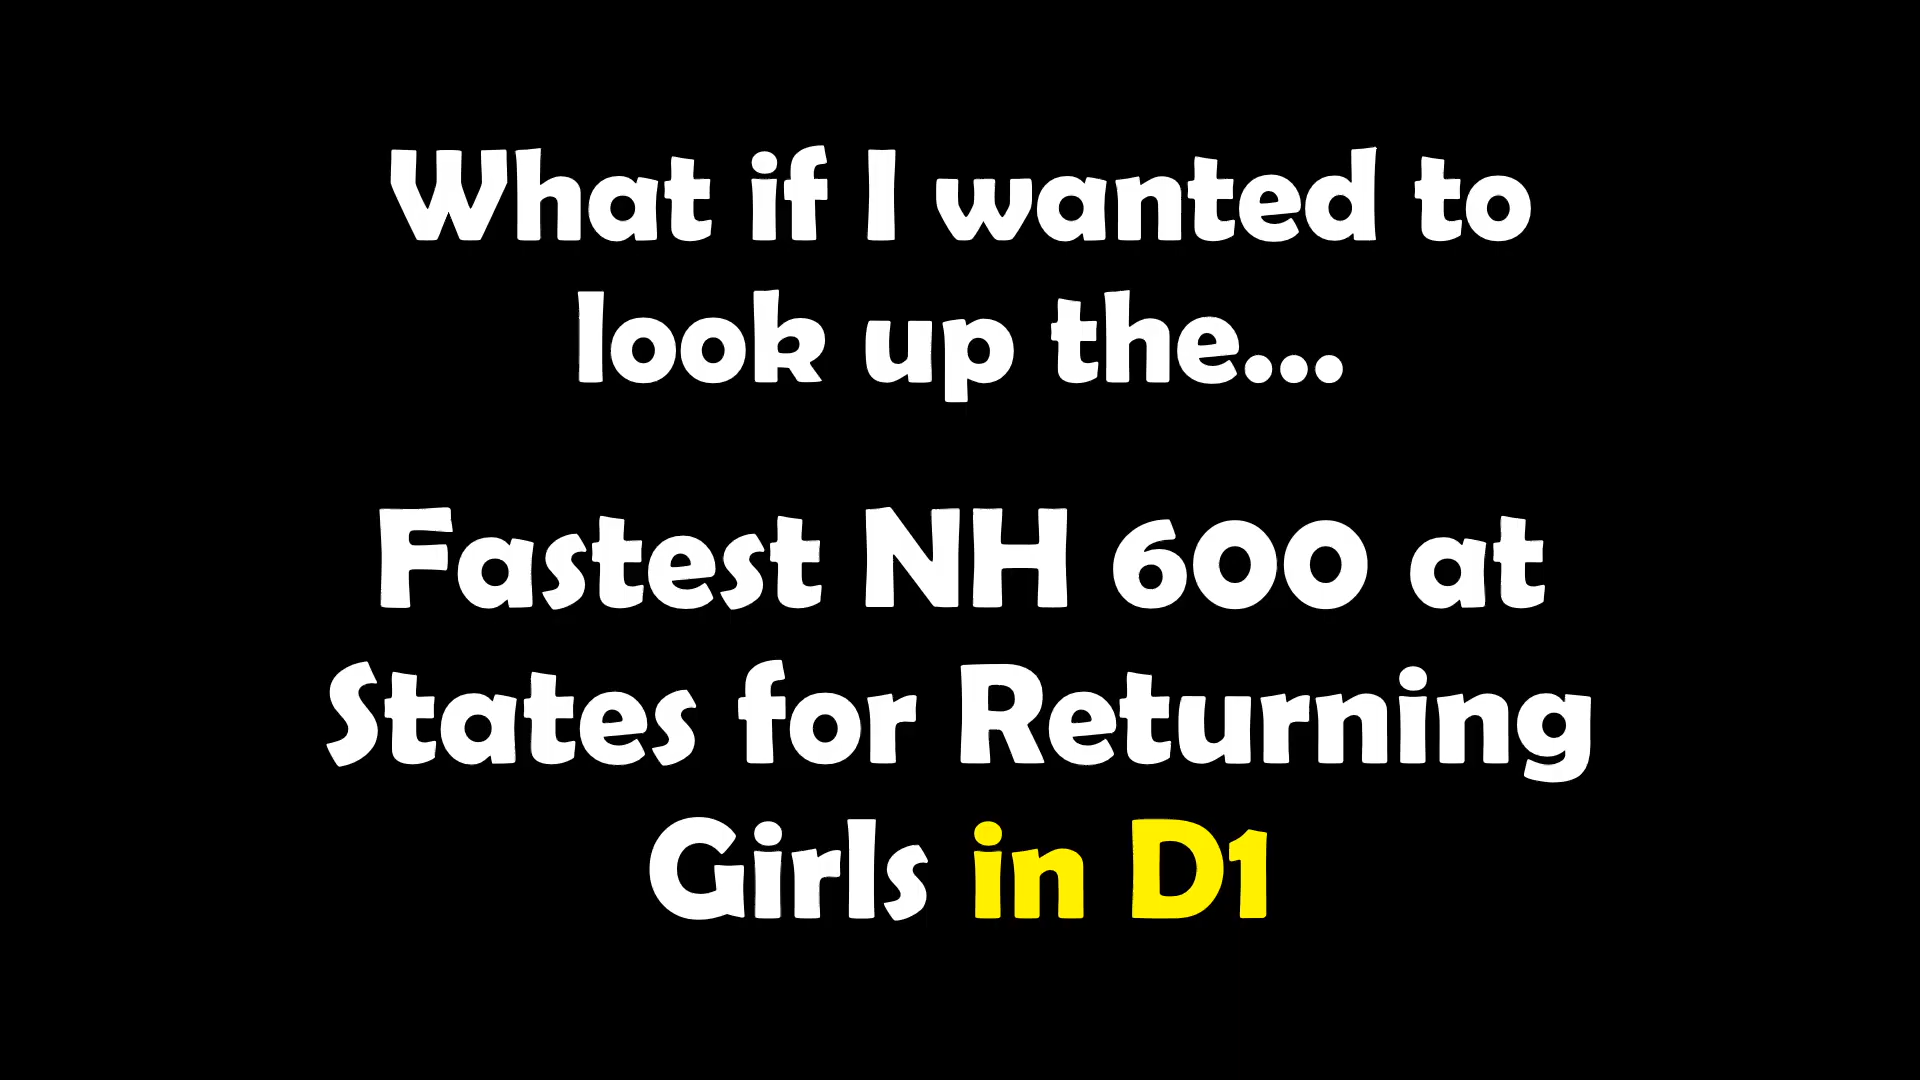 What if I wanted to
look up the...
Fastest NH 600 at
States for Returning
Girls in D1